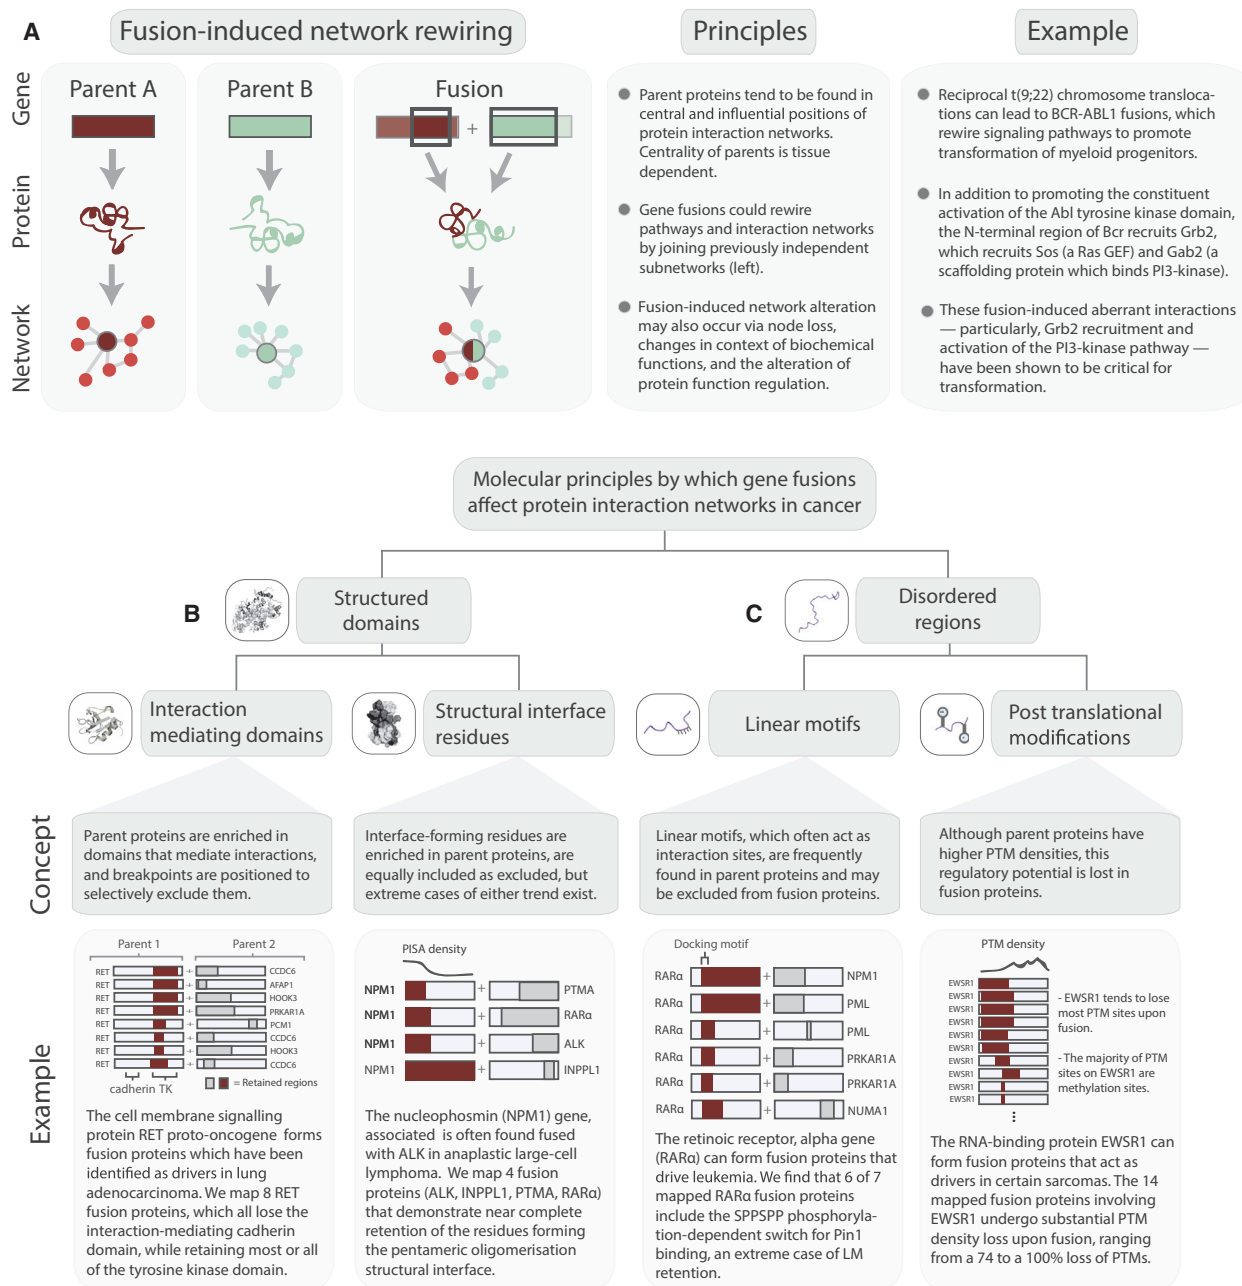 A
Fusion-induced network rewiring
Principles
Example
Gene
Protein
Network
Parent A
Parent B
Fusion
+
Parent proteins tend to be found in
central and influential positions of
protein interaction networks.
Centrality of parents is tissue
dependent.
Gene fusions could rewire
pathways and interaction networks
by joining previously independent
subnetworks (left).
Fusion-induced network alteration
may also occur via node loss,
changes in context of biochemical
functions, and the alteration of
protein function regulation.
Reciprocal t(9;22) chromosome transloca-
tions can lead to BCR-ABL1 fusions, which
rewire signaling pathways to promote
transformation of myeloid progenitors.
In addition to promoting the constituent
activation of the Abl tyrosine kinase domain,
the N-terminal region of Bcr recruits Grb2,
which recruits Sos (a Ras GEF) and Gab2 (a
scaffolding protein which binds PI3-kinase).
These fusion-induced aberrant interactions
— particularly, Grb2 recruitment and
activation of the PI3-kinase pathway —
have been shown to be critical for
transformation.
Molecular principles by which gene fusions
affect protein interaction networks in cancer
B
Structured
domains
C
Disordered
regions
Interaction
mediating domains
Structural interface
residues
Linear motifs
Post translational
modifications
Concept
Parent proteins are enriched in
domains that mediate interactions,
and breakpoints are positioned to
selectively exclude them.
Interface-forming residues are
enriched in parent proteins, are
equally included as excluded, but
extreme cases of either trend exist.
Linear motifs, which often act as
interaction sites, are frequently
found in parent proteins and may
be excluded from fusion proteins.
Although parent proteins have
higher PTM densities, this
regulatory potential is lost in
fusion proteins.
Example
Parent 1 Parent 2
RET + CCDC6
RET + AFAP1
RET + HOOK3
RET + PRKAR1A
RET + PCM1
RET + CCDC6
RET + HOOK3
RET + CCDC6
cadherin TK = Retained regions
The cell membrane signalling
protein RET proto-oncogene forms
fusion proteins which have been
identified as drivers in lung
adenocarcinoma. We map 8 RET
fusion proteins, which all lose the
interaction-mediating cadherin
domain, while retaining most or all
of the tyrosine kinase domain.
PISA density
NPM1 + PTMA
NPM1 + RARα
NPM1 + ALK
NPM1 + INPPL1
The nucleophosmin (NPM1) gene,
associated is often found fused
with ALK in anaplastic large-cell
lymphoma. We map 4 fusion
proteins (ALK, INPPL1, PTMA, RARα)
that demonstrate near complete
retention of the residues forming
the pentameric oligomerisation
structural interface.
Docking motif
RARα + NPM1
RARα + PML
RARα + PML
RARα + PRKAR1A
RARα + PRKAR1A
RARα + NUMA1
The retinoic receptor, alpha gene
(RARα) can form fusion proteins that
drive leukemia. We find that 6 of 7
mapped RARα fusion proteins
include the SPPSPP phosphoryla-
tion-dependent switch for Pin1
binding, an extreme case of LM
retention.
PTM density
EWSR1
EWSR1
EWSR1
EWSR1
EWSR1
EWSR1
EWSR1
EWSR1
EWSR1
EWSR1
- EWSR1 tends to lose
most PTM sites upon
fusion.
- The majority of PTM
sites on EWSR1 are
methylation sites.
The RNA-binding protein EWSR1 can
form fusion proteins that act as
drivers in certain sarcomas. The 14
mapped fusion proteins involving
EWSR1 undergo substantial PTM
density loss upon fusion, ranging
from a 74 to a 100% loss of PTMs.